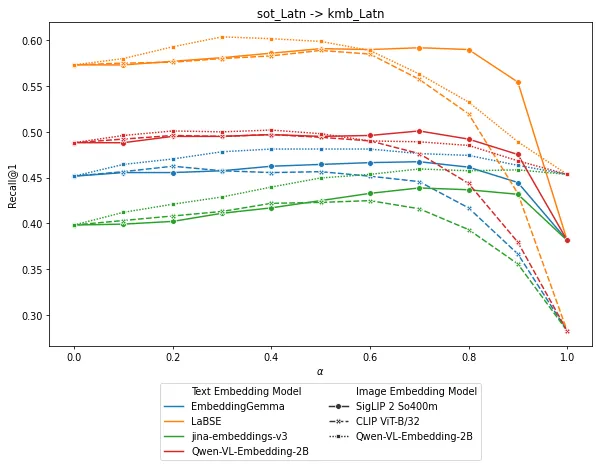 sot_Latn -> kmb_Latn
Recall@1
0.60
0.55
0.50
0.45
0.40
0.35
0.30
0.0 0.2 0.4 0.6 0.8 1.0
α
Text Embedding Model Image Embedding Model
EmbeddingGemma SigLIP 2 So400m
LaBSE CLIP ViT-B/32
jina-embeddings-v3 Qwen-VL-Embedding-2B
Qwen-VL-Embedding-2B